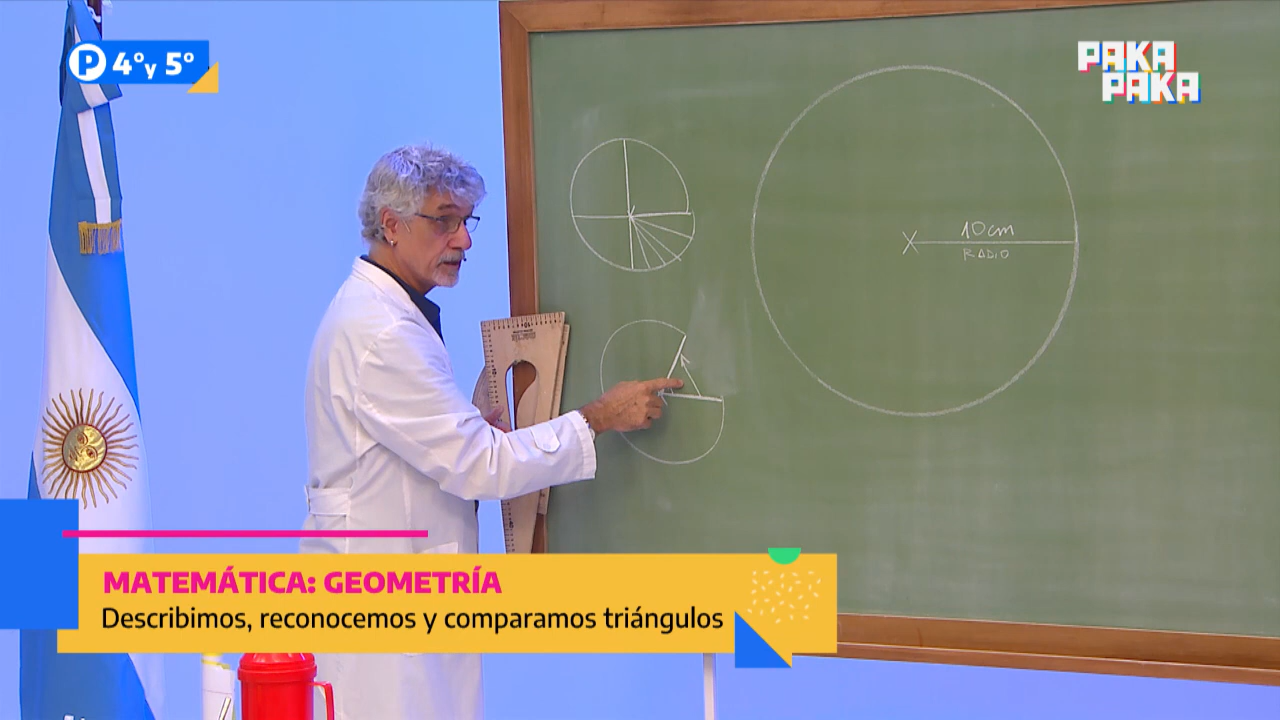 P 4° y 5°
PAKA
PAKA
10cm
RADIO
MATEMÁTICA: GEOMETRÍA
Describimos, reconocemos y comparamos triángulos